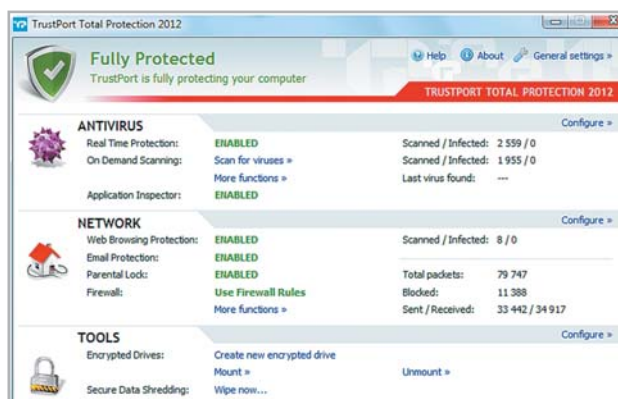 TrustPort Total Protection 2012
Fully Protected
TrustPort is fully protecting your computer
Help About General settings »
TRUSTPORT TOTAL PROTECTION 2012
ANTIVIRUS Configure »
Real Time Protection: ENABLED Scanned / Infected: 2 559 / 0
On Demand Scanning: Scan for viruses » Scanned / Infected: 1 955 / 0
More functions » Last virus found: ---
Application Inspector: ENABLED
NETWORK Configure »
Web Browsing Protection: ENABLED Scanned / Infected: 8 / 0
Email Protection: ENABLED
Parental Lock: ENABLED Total packets: 79 747
Firewall: Use Firewall Rules Blocked: 11 388
More functions » Sent / Received: 33 442 / 34 917
TOOLS Configure »
Encrypted Drives: Create new encrypted drive
Mount » Unmount »
Secure Data Shredding: Wipe now...